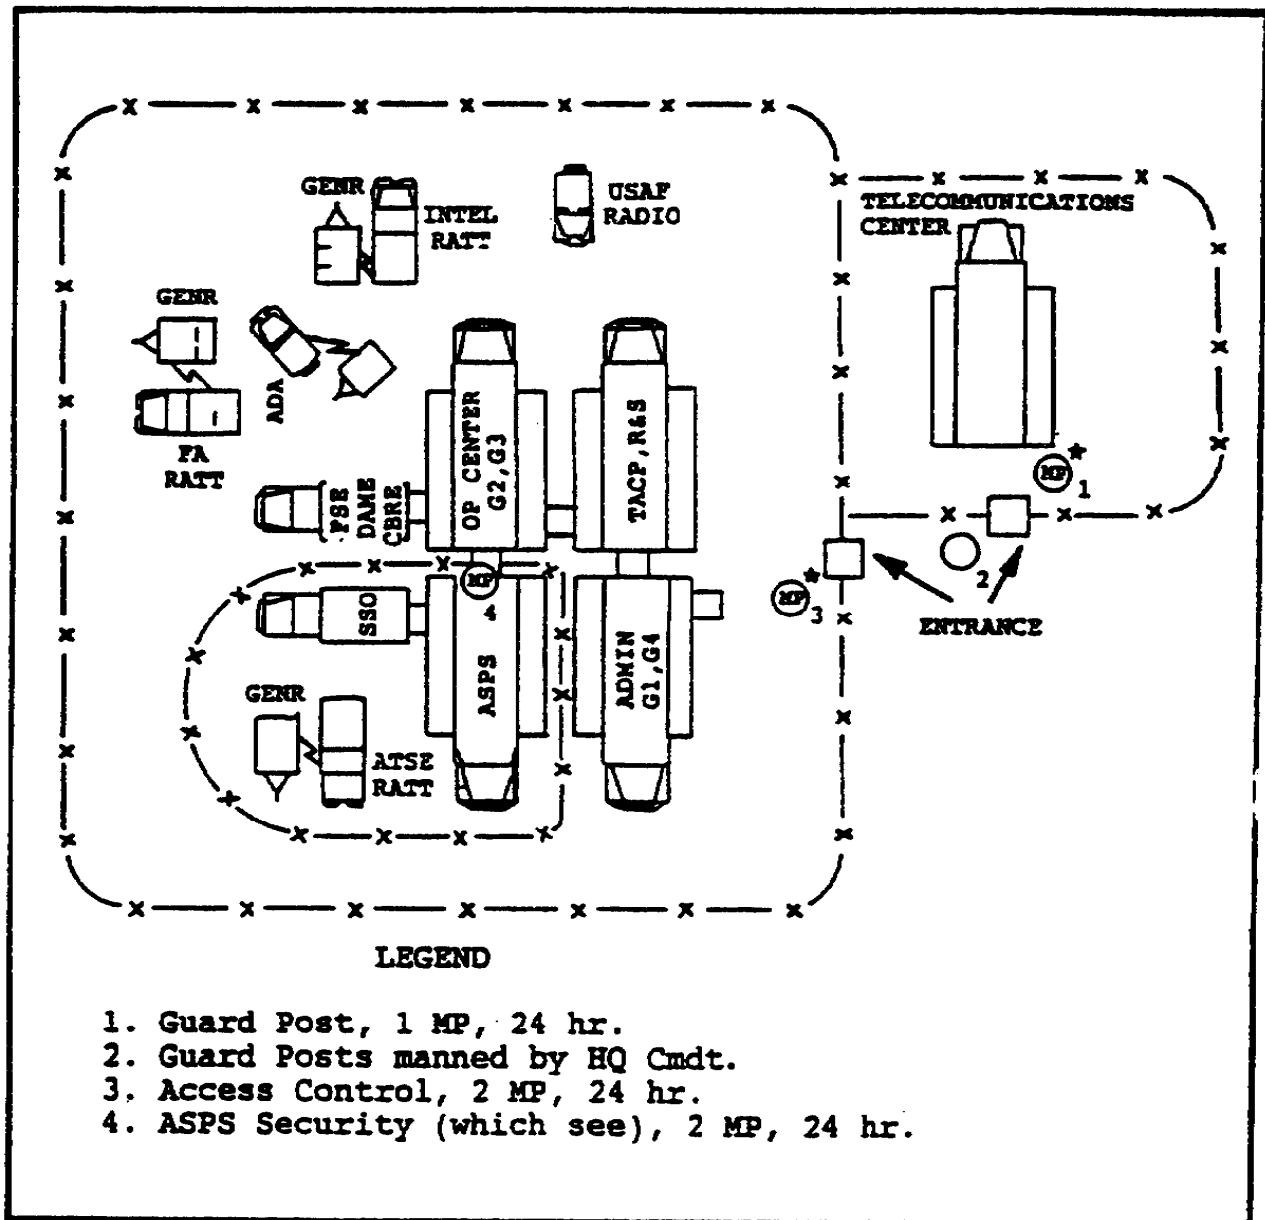 GENR
INTEL
RATT
USAF
RADIO
TELECOMMUNICATIONS
CENTER
GENR
ADA
FA
RATT
OP CENTER
G2,G3
TACP,R&S
FSE
DAME
CBRE
MP
*
1
2
MP
*
3
ENTRANCE
MP
4
SSO
ASPS
ADMIN
G1,G4
GENR
ATSE
RATT
LEGEND
1. Guard Post, 1 MP, 24 hr.
2. Guard Posts manned by HQ Cmdt.
3. Access Control, 2 MP, 24 hr.
4. ASPS Security (which see), 2 MP, 24 hr.